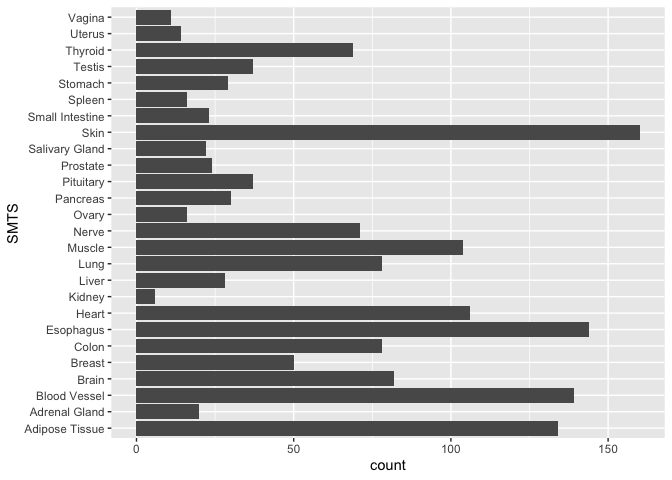 Vagina
Uterus
Thyroid
Testis
Stomach
Spleen
Small Intestine
Skin
Salivary Gland
Prostate
Pituitary
Pancreas
Ovary
Nerve
Muscle
Lung
Liver
Kidney
Heart
Esophagus
Colon
Breast
Brain
Blood Vessel
Adrenal Gland
Adipose Tissue
SMTS
0 50 100 150
count